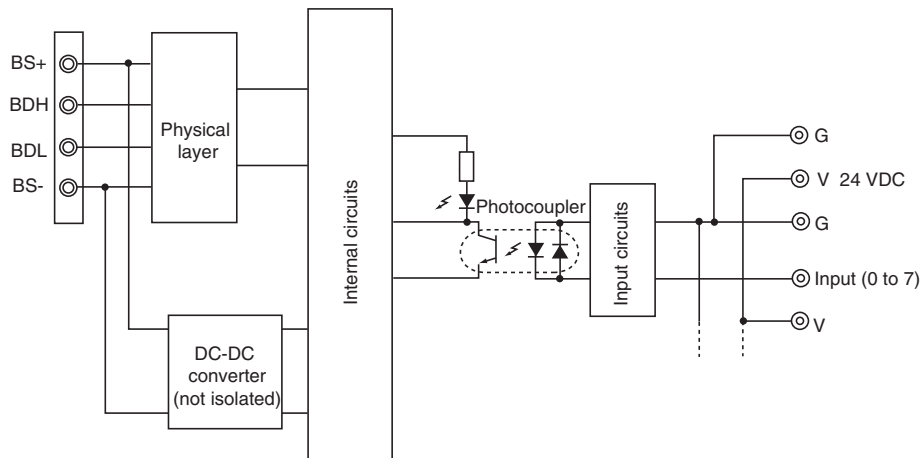 BS+
BDH
BDL
BS-
Physical
layer
DC-DC
converter
(not isolated)
Internal circuits
Photocoupler
Input circuits
G
V 24 VDC
G
Input (0 to 7)
V